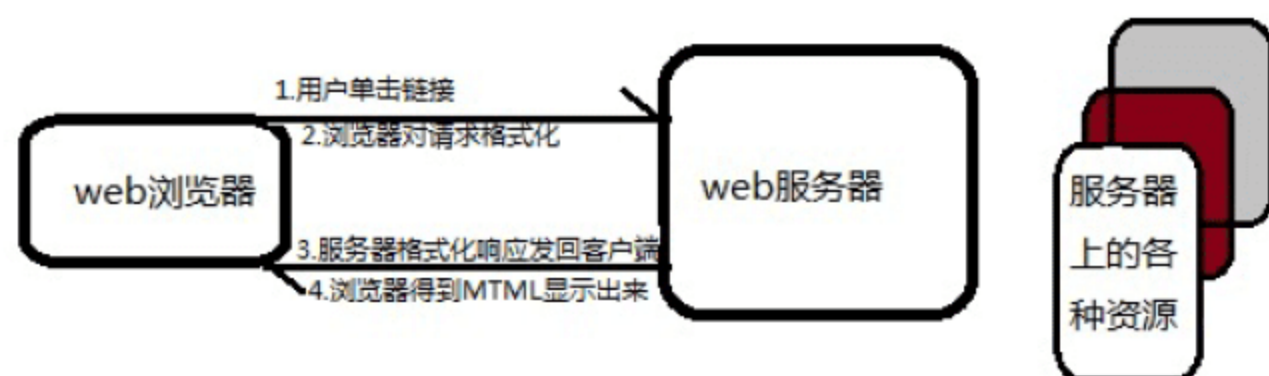 1.用户单击链接
2.浏览器对请求格式化
web浏览器
web服务器
3.服务器格式化响应发回客户端
4.浏览器得到MTML显示出来
服务器
上的各
种资源